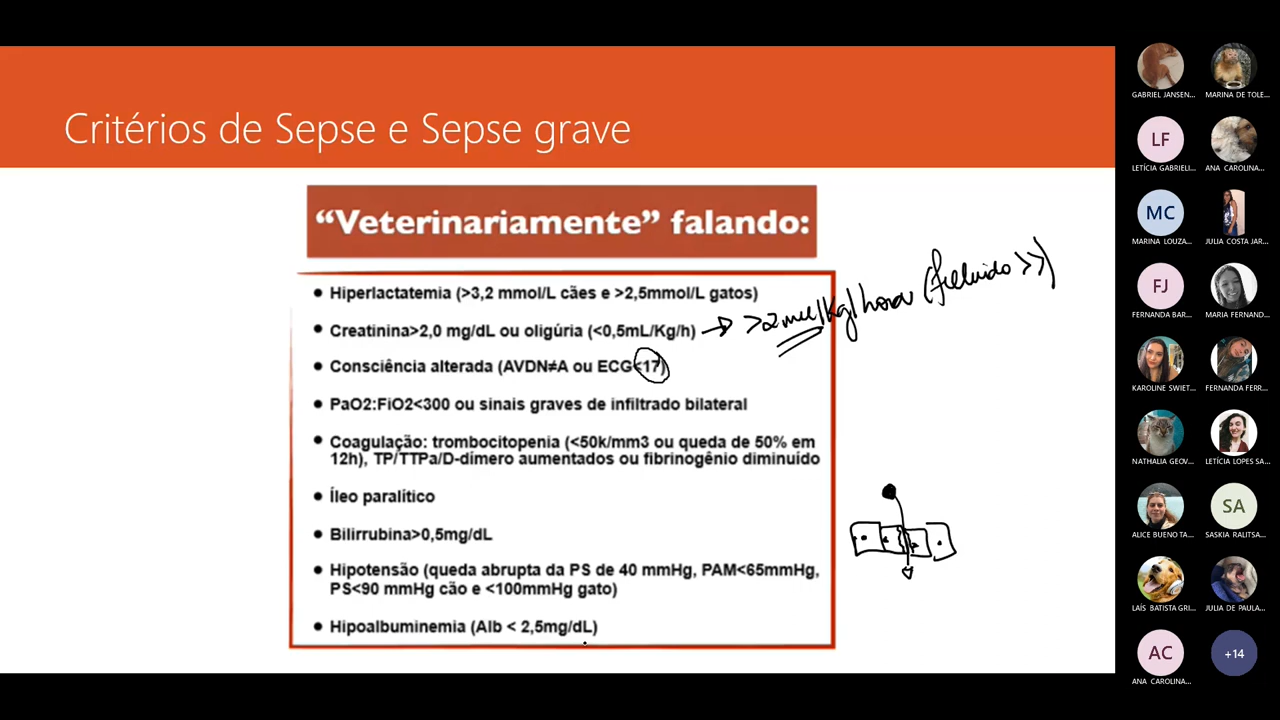 Critérios de Sepse e Sepse grave
“Veterinariamente” falando:
• Hiperlactatemia (>3,2 mmol/L cães e >2,5mmol/L gatos)
• Creatinina>2,0 mg/dL ou oligúria (<0,5mL/Kg/h) → >2 mL/Kg/hora (fluido >>)
• Consciência alterada (AVDN≠A ou ECG<17)
• PaO2:FiO2<300 ou sinais graves de infiltrado bilateral
• Coagulação: trombocitopenia (<50k/mm3 ou queda de 50% em
12h), TP/TTPa/D-dímero aumentados ou fibrinogênio diminuído
• Íleo paralítico
• Bilirrubina>0,5mg/dL
• Hipotensão (queda abrupta da PS de 40 mmHg, PAM<65mmHg,
PS<90 mmHg cão e <100mmHg gato)
• Hipoalbuminemia (Alb < 2,5mg/dL)
GABRIEL JANSEN...
MARINA DE TOLE...
LF
LETÍCIA GABRIELI...
ANA CAROLINA...
MC
MARINA LOUZA...
JULIA COSTA JAR...
FJ
FERNANDA BAR...
MARIA FERNAND...
KAROLINE SWIET...
FERNANDA FERR...
NATHALIA GEOV...
LETÍCIA LOPES SA...
SA
ALICE BUENO TA...
SASKIA RALITSA...
LAÍS BATISTA GRI...
JULIA DE PAULA...
AC
+14
ANA CAROLINA...